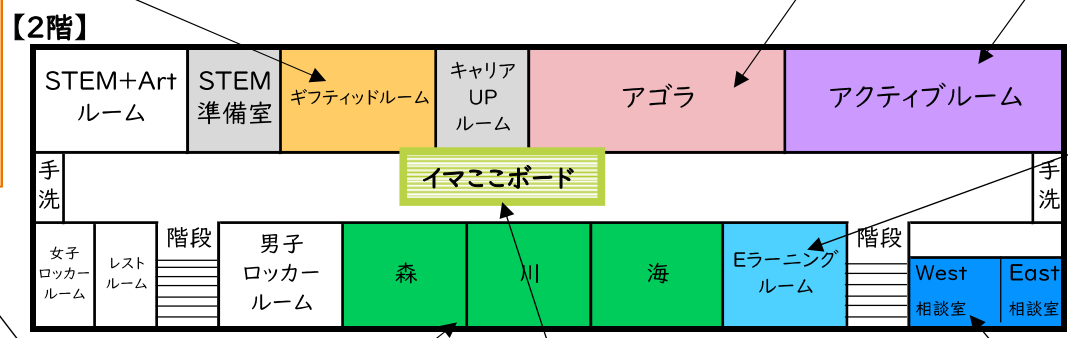 【2階】
STEM+Art
ルーム
STEM
準備室
ギフティッドルーム
キャリア
UP
ルーム
アゴラ
アクティブルーム
手
洗
イマここボード
手
洗
女子
ロッカー
ルーム
レスト
ルーム
階段
男子
ロッカー
ルーム
森
川
海
Eラーニング
ルーム
階段
West
相談室
East
相談室